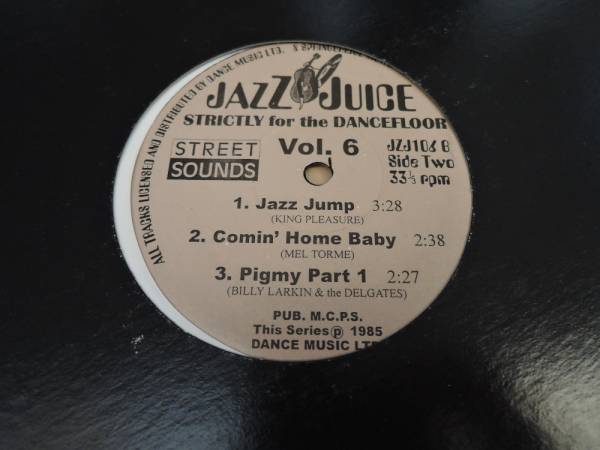 ALL TRACKS LICENSED AND DISTRIBUTED BY DANCE MUSIC LTD.
JAZZ JUICE
STRICTLY for the DANCEFLOOR
STREET
SOUNDS
Vol. 6
JZJ106 B
Side Two
33⅓ rpm
1. Jazz Jump 3:28
(KING PLEASURE)
2. Comin' Home Baby 2:38
(MEL TORME)
3. Pigmy Part 1 2:27
(BILLY LARKIN & the DELGATES)
PUB. M.C.P.S.
This Series ℗ 1985
DANCE MUSIC LTD